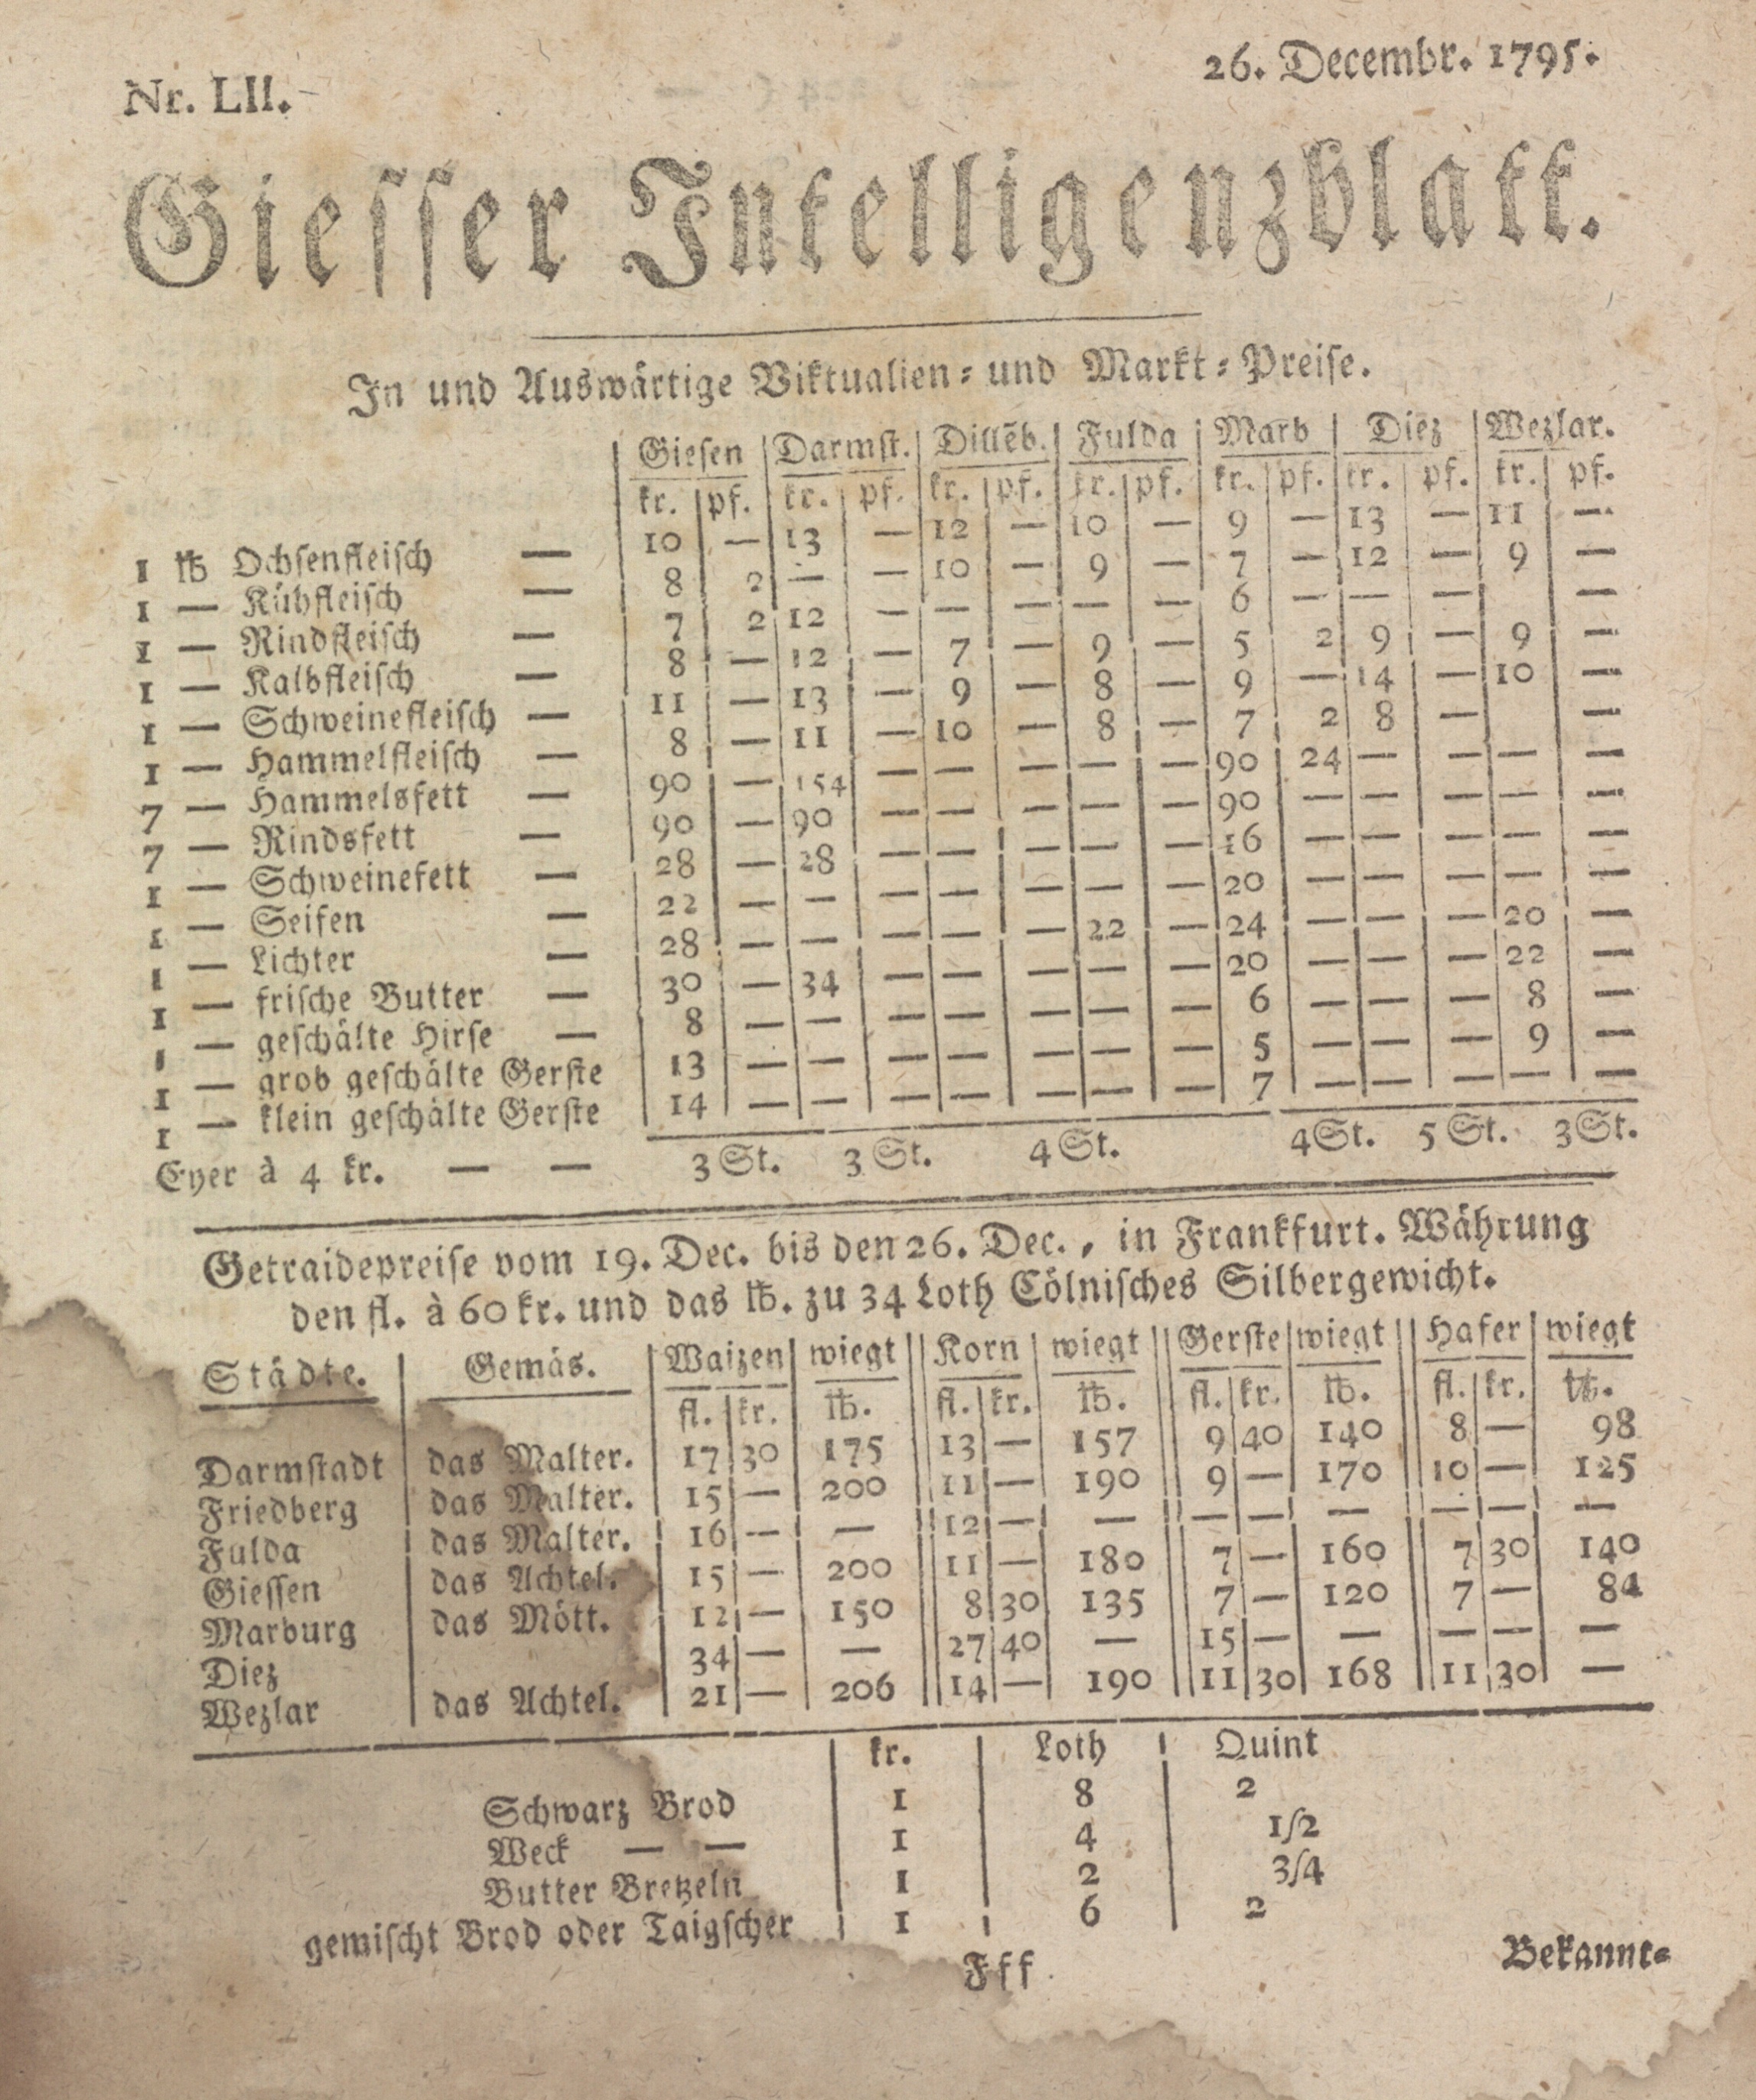 Nr. LII. 26. Decembr. 1795.
Giesser Intelligenzblatt.
In und Auswärtige Viktualien- und Markt-Preise.
Giesen Darmst. Dillēb. Fulda Marb Diez Wezlar.
kr. pf. kr. pf. kr. pf. kr. pf. kr. pf. kr. pf. kr. pf.
1 ℔ Ochsenfleisch — 10 — 13 — 12 — 10 — 9 — 13 — 11 —
1 — Kühfleisch — 8 2 — — 10 — 9 — 7 — 12 — 9 —
1 — Rindfleisch — 7 2 12 — — — — — 6 — — — —
1 — Kalbfleisch — 8 — 12 — 7 — 9 — 5 2 9 — 9 —
1 — Schweinefleisch — 11 — 13 — 9 — 8 — 9 — 14 — 10 —
1 — Hammelfleisch — 8 — 11 — 10 — 8 — 7 2 8 — —
7 — Hammelsfett — 90 — 154 — — — — — 90 24 — — — —
7 — Rindsfett — 90 — 90 — — — — — 90 — — — — —
1 — Schweinefett — 28 — 28 — — — — — 16 — — — — —
1 — Seifen — 22 — — — — — — — 20 — — — — —
1 — Lichter — 28 — — — — — 22 — 24 — — — 20 —
1 — frische Butter — 30 — 34 — — — — — 20 — — — 22 —
1 — geschälte Hirse — 8 — — — — — — — 6 — — — 8 —
1 — grob geschälte Gerste 13 — — — — — — — 5 — — — 9 —
1 — klein geschälte Gerste 14 — — — — — — — 7 — — — — —
Eyer à 4 kr. — — 3 St. 3 St. 4 St. 4 St. 5 St. 3 St.
Getraidepreise vom 19. Dec. bis den 26. Dec., in Frankfurt. Währung
den fl. à 60 kr. und das ℔. zu 34 Loth Cölnisches Silbergewicht.
Städte. Gemäs. Waizen wiegt Korn wiegt Gerste wiegt Hafer wiegt
fl. kr. ℔. fl. kr. ℔. fl. kr. ℔. fl. kr. ℔.
Darmstadt das Malter. 17 30 175 13 — 157 9 40 140 8 — 98
Friedberg das Malter. 15 — 200 11 — 190 9 — 170 10 — 125
Fulda das Malter. 16 — — 12 — — — — — — — —
Giessen das Achtel. 15 — 200 11 — 180 7 — 160 7 30 140
Marburg das Mött. 12 — 150 8 30 135 7 — 120 7 — 84
Diez 34 — — 27 40 — 15 — — — — —
Wezlar das Achtel. 21 — 206 14 — 190 11 30 168 11 30 —
kr. Loth Quint
Schwarz Brod 1 8 2
Weck — — 1 4 1/2
Butter Bretzeln 1 2 3/4
gemischt Brod oder Taigscher 1 6 2
Fff Bekannt-